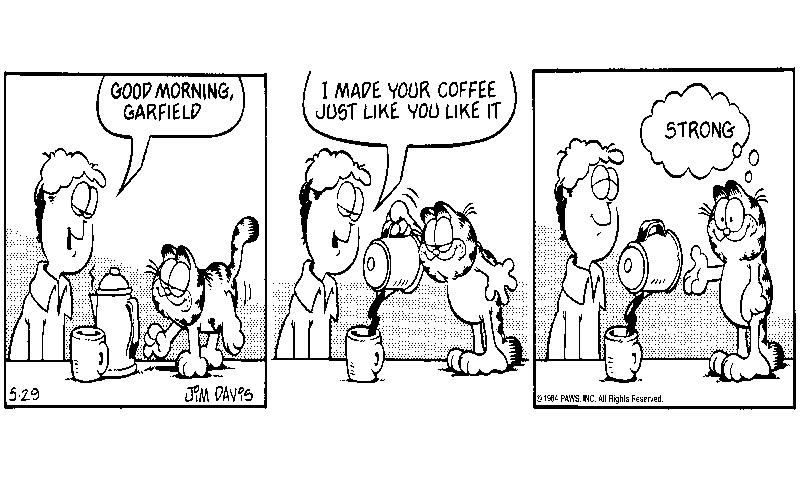 GOOD MORNING,
GARFIELD
5-29
JIM DAVIS
I MADE YOUR COFFEE
JUST LIKE YOU LIKE IT
STRONG
© 1984 PAWS, INC. All Rights Reserved.